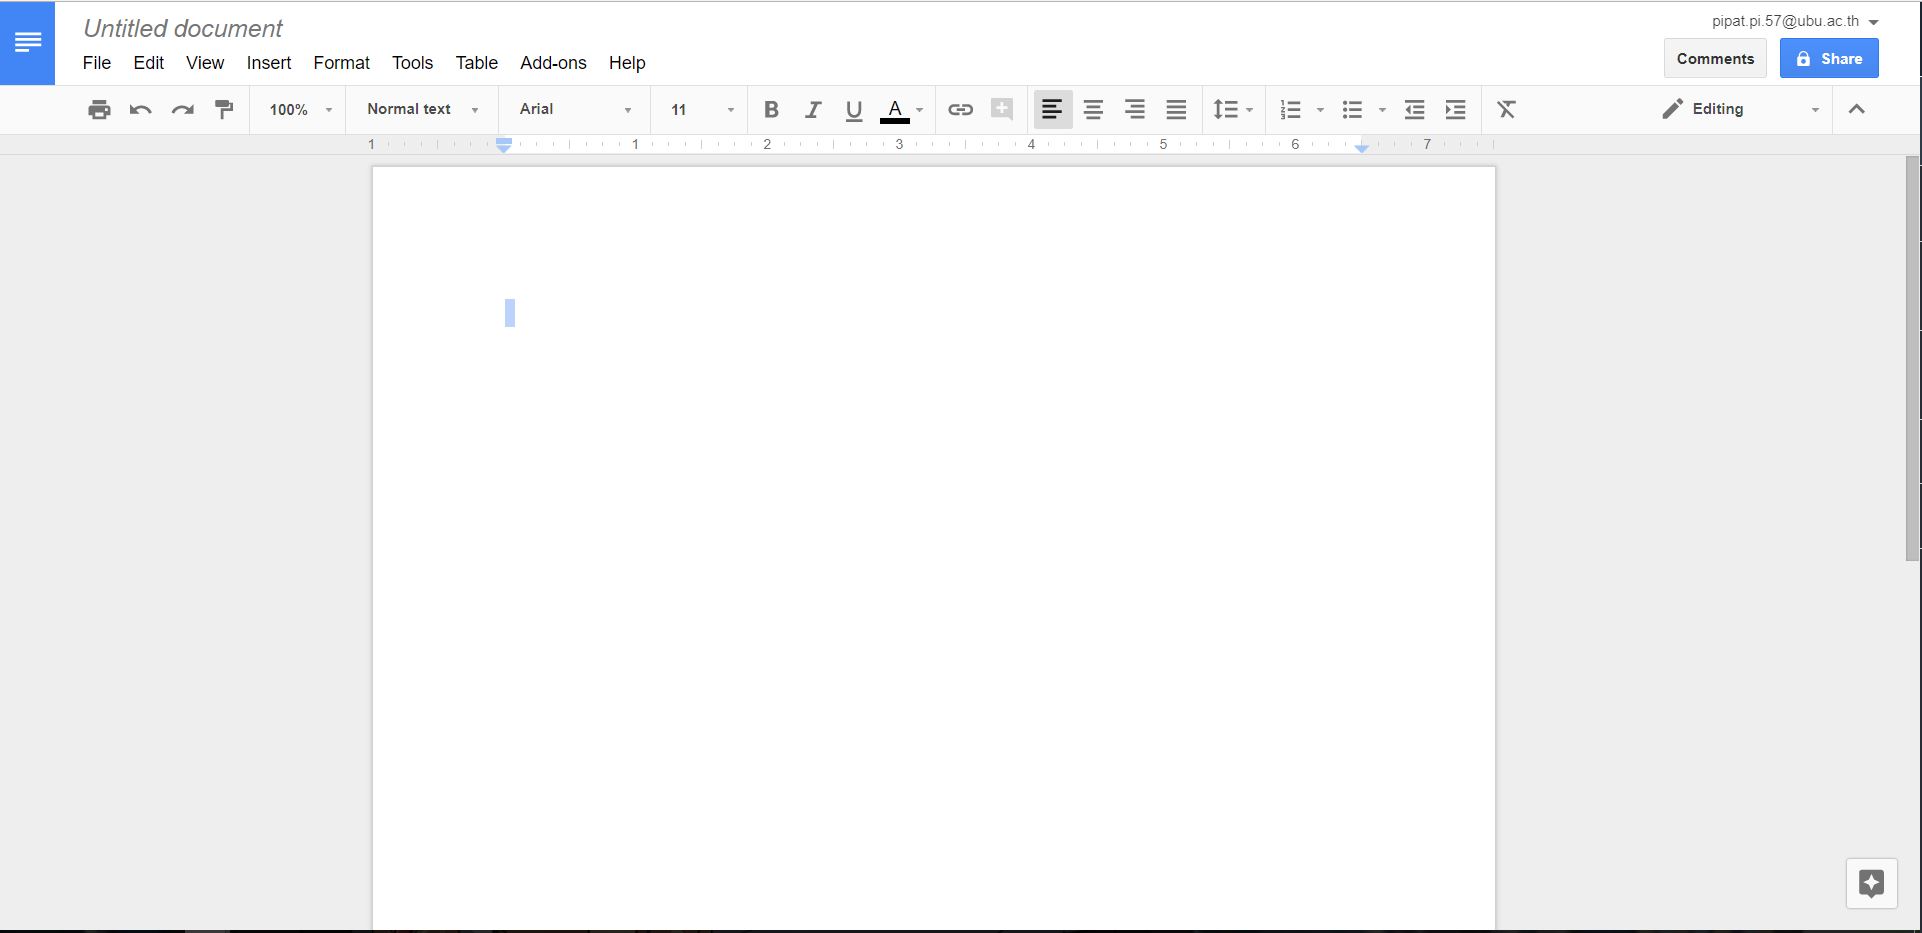 Untitled document
pipat.pi.57@ubu.ac.th
File Edit View Insert Format Tools Table Add-ons Help
Comments Share
100% Normal text Arial 11 B I U A Editing
1 1 2 3 4 5 6 7